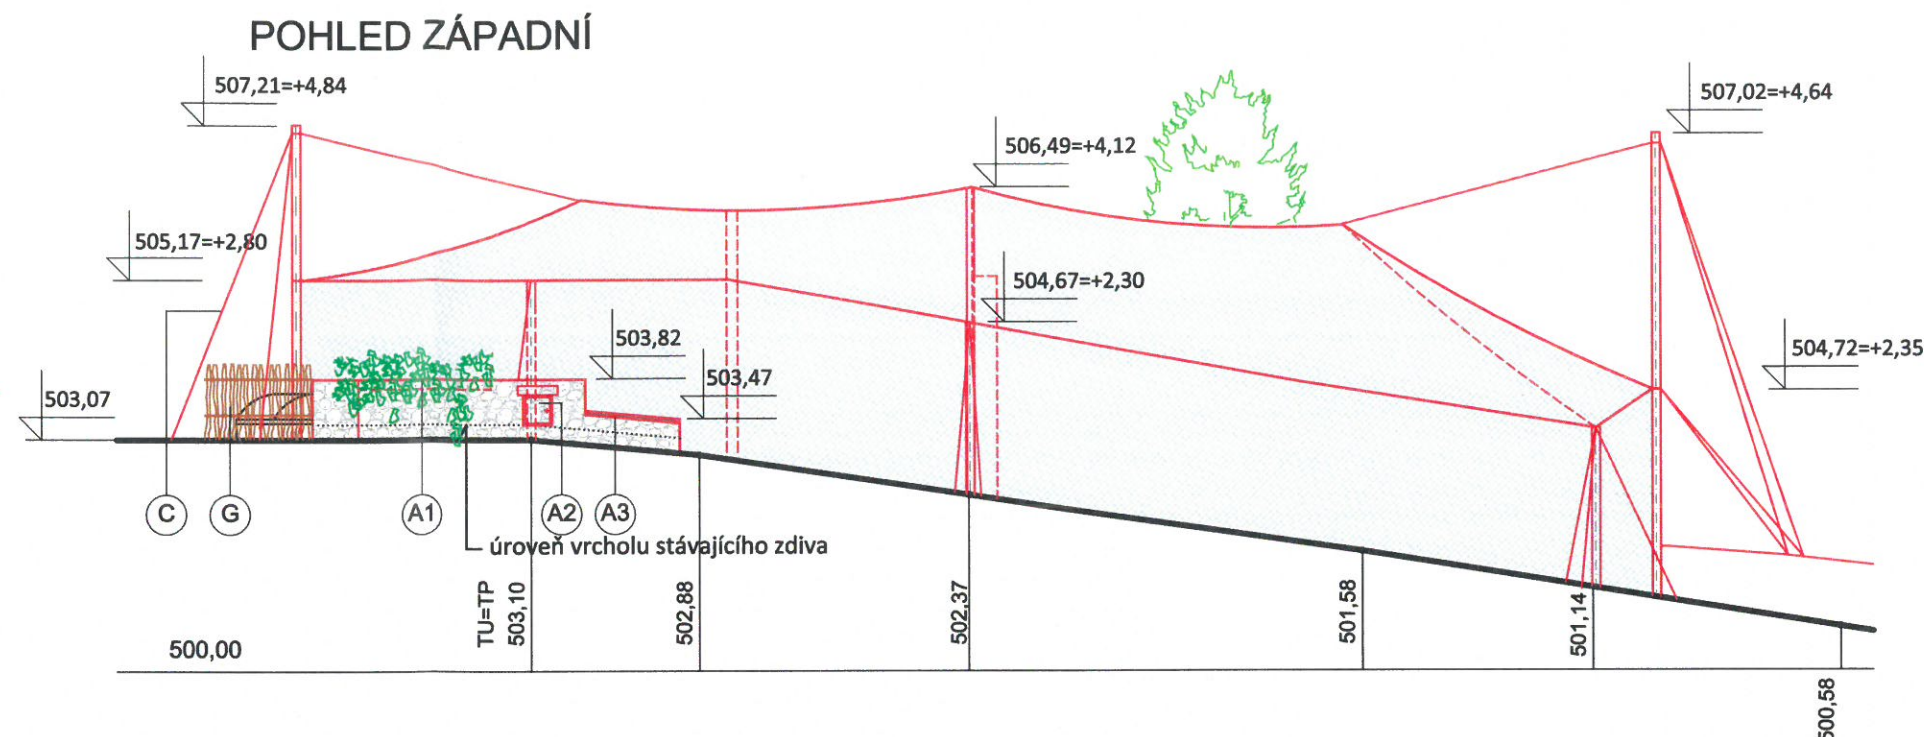 POHLED ZÁPADNÍ
507,21=+4,84
507,02=+4,64
506,49=+4,12
505,17=+2,80
504,67=+2,30
503,82
504,72=+2,35
503,47
503,07
C
G
A1
A2
A3
úroveň vrcholu stávajícího zdiva
TU=TP
503,10
502,88
502,37
501,58
501,14
500,00
500,58